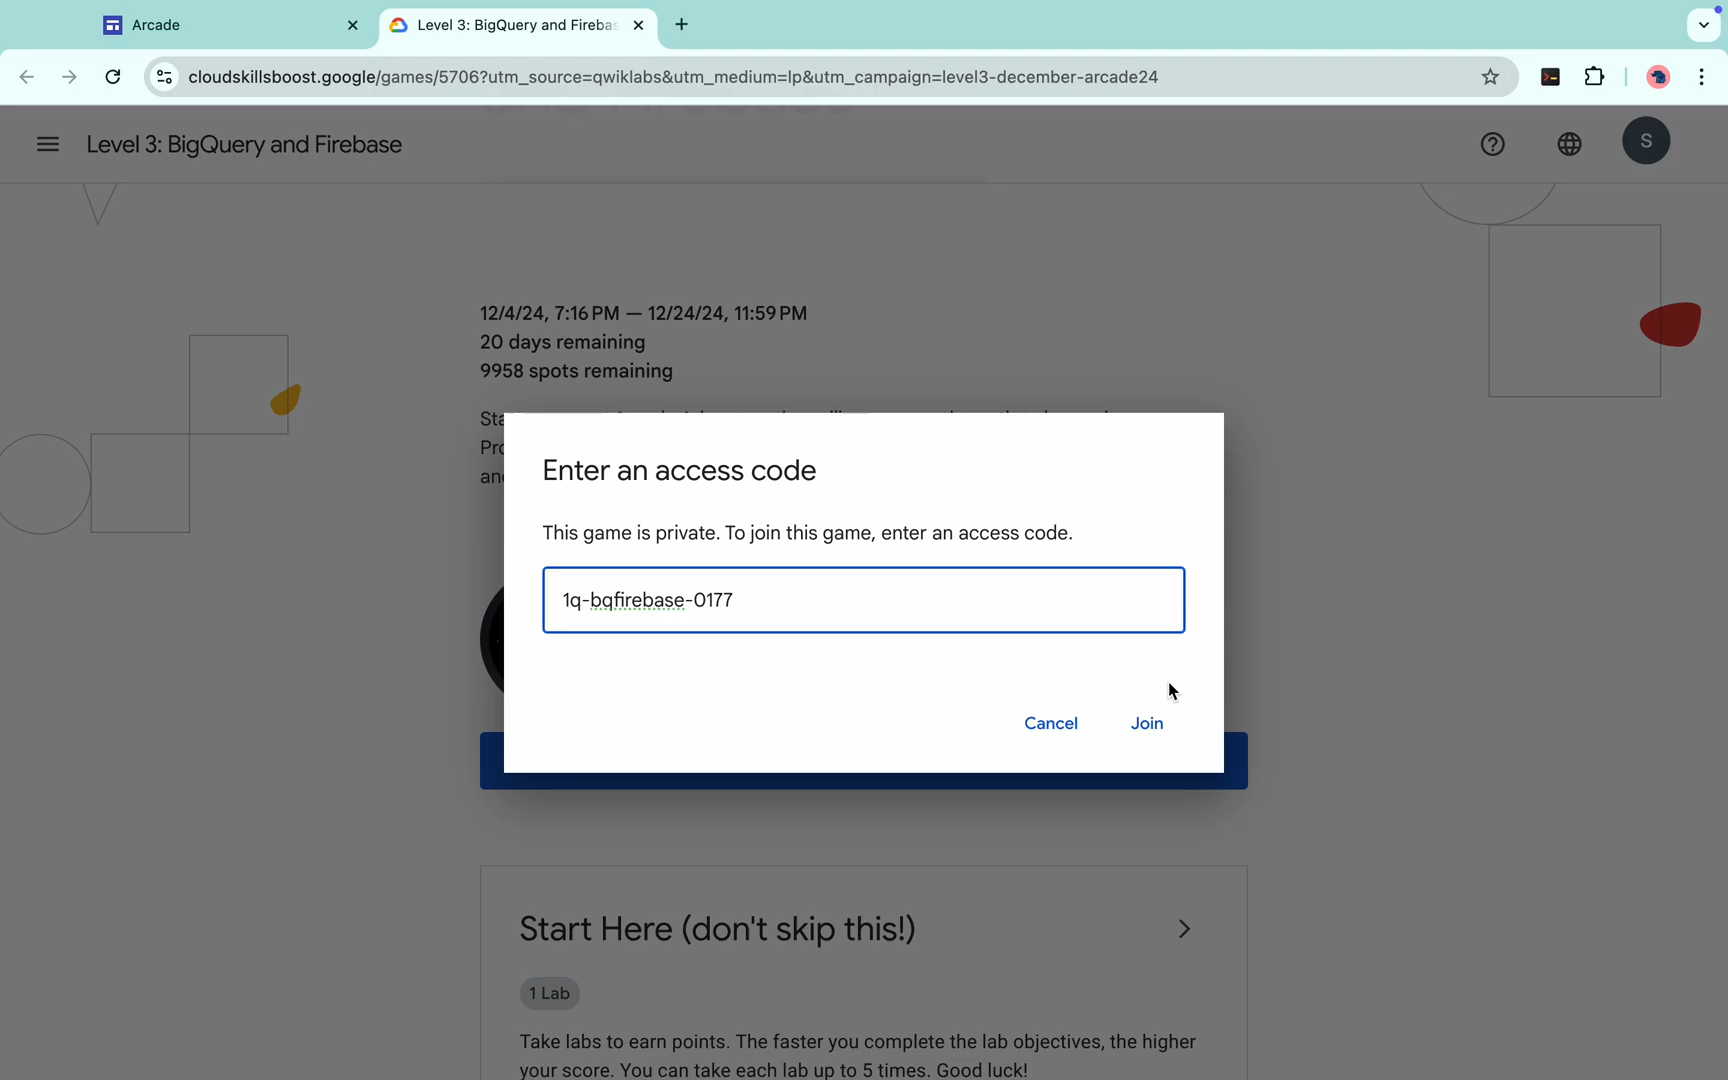 Arcade
Level 3: BigQuery and Fireba
cloudskillsboost.google/games/5706?utm_source=qwiklabs&utm_medium=lp&utm_campaign=level3-december-arcade24
Level 3: BigQuery and Firebase
S
12/4/24, 7:16 PM — 12/24/24, 11:59 PM
20 days remaining
9958 spots remaining
Enter an access code
This game is private. To join this game, enter an access code.
1q-bqfirebase-0177
Cancel
Join
Start Here (don't skip this!)
1 Lab
Take labs to earn points. The faster you complete the lab objectives, the higher
your score. You can take each lab up to 5 times. Good luck!